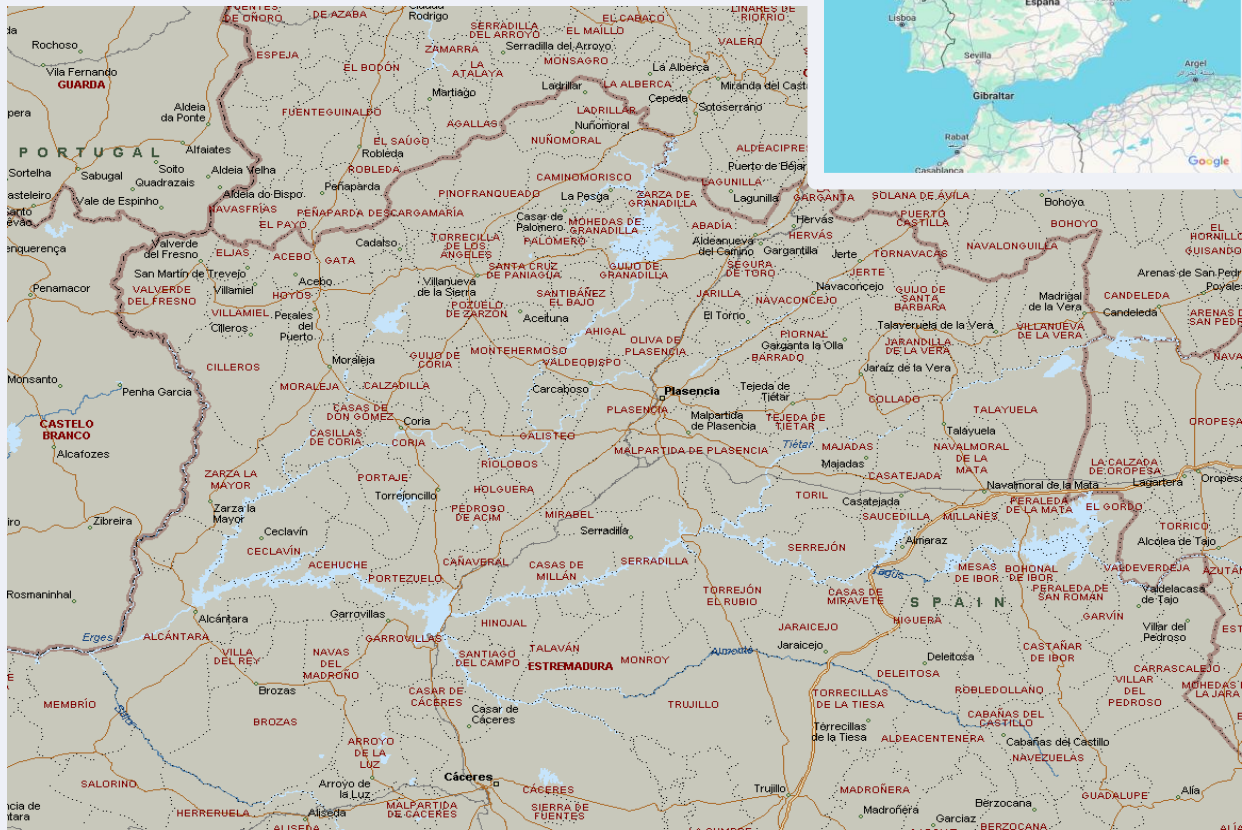 FUENTES
DE OÑORO
DE AZABA
Ciudad
Rodrigo
EL CABACO
LINARES DE
RIOFRIO
SERRADILLA
DEL ARROYO
EL MAILLO
Rochoso
ESPEJA
ZAMARRA
Serradilla del Arroyo
VALERO
MONSAGRO
LA
ATALAYA
EL BODÓN
Vila Fernando
GUARDA
La Alberca
Ladrillar
LA ALBERCA
Miranda del Cast
Martiago
Cepeda
Sotoserrano
Aldeia
da Ponte
FUENTEGUINALDO
AGALLAS
LADRILLAR
Nuñomoral
NUÑOMORAL
EL SAÚGO
Robleda
ROBLEDA
Alfaiates
ALDEACIPRES
PORTUGAL
Soito
Sortelha
Sabugal
Quadrazais
Aldeia Velha
Aldeia do Bispo
Peñaparda
PINOFRANQUEADO
CAMINOMORISCO
Puerto de Béjar
LAGUNILLA
Lagunilla
Vale de Espinho
NAVASFRÍAS
EL PAYO
PEÑAPARDA
DESCARGAMARÍA
La Pesga
ZARZA DE
GRANADILLA
GARGANTA
SOLANA DE ÁVILA
Bohoyo
Casar de
Palomero
PALOMERO
MOHEDAS DE
GRANADILLA
ABADÍA
Hervás
HERVÁS
PUERTO
CASTILLA
BOHOYO
Valverde
del Fresno
ELJAS
ACEBO
GATA
Cadalso
TORRECILLA
DE LOS
ÁNGELES
Aldeanueva
del Camino
Gargantilla
TORNAVACAS
NAVALONGUILLA
EL
HORNILLO
GUISANDO
San Martín de Trevejo
VALVERDE
DEL FRESNO
Villamiel
VILLAMIEL
Acebo
HOYOS
SANTA CRUZ
DE PANIAGUA
GUIJO DE
GRANADILLA
SEGURA
DE TORO
Jerte
JERTE
Arenas de San Pedr
Penamacor
Villanueva
de la Sierra
POZUELO
DE ZARZÓN
SANTIBÁÑEZ
EL BAJO
JARILLA
Navaconcejo
NAVACONCEJO
GUIJO DE
SANTA
BÁRBARA
Madrigal
de la Vera
CANDELEDA
Candeleda
ARENAS D
SAN PEDR
Cilleros
CILLEROS
Perales
del
Puerto
Aceituna
AHIGAL
El Torno
PIORNAL
Garganta la Olla
Talaveruela de la Vera
VILLANUEVA
DE LA VERA
JARANDILLA
DE LA VERA
Moraleja
MORALEJA
GUIJO DE
CORIA
MONTEHERMOSO
VALDEOBISPO
OLIVA DE
PLASENCIA
BARRADO
Jaraíz de la Vera
Monsanto
Penha Garcia
CALZADILLA
Carcaboso
Plasencia
PLASENCIA
Tejeda de
Tiétar
TEJEDA DE
TIÉTAR
COLLADO
TALAYUELA
Talayuela
CASTELO
BRANCO
Alcafozes
CASAS DE
DON GÓMEZ
CASILLAS
DE CORIA
Coria
CORIA
GALISTEO
Malpartida
de Plasencia
MALPARTIDA DE PLASENCIA
Tiétar
MAJADAS
Majadas
NAVALMORAL
DE LA
MATA
OROPESA
LA CALZADA
DE OROPESA
Lagartera
Oropesa
ZARZA LA
MAYOR
Zarza la
Mayor
PORTAJE
Torrejoncillo
RIOLOBOS
HOLGUERA
CASATEJADA
Casatejada
Navalmoral de la Mata
TORIL
PERALEDA
DE LA MATA
EL GORDO
Zibreira
PEDROSO
DE ACIM
MIRABEL
Serradilla
SAUCEDILLA
MILLANES
TORRICO
Alcolea de Tajo
Ceclavín
CECLAVÍN
ACEHUCHE
PORTEZUELO
CAÑAVERAL
CASAS DE
MILLÁN
SERRADILLA
SERREJÓN
Almaraz
MESAS
DE IBOR
BOHONAL
DE IBOR
VALDEVERDEJA
AZUTÁN
Rosmaninhal
TORREJÓN
EL RUBIO
Tagus
CASAS DE
MIRAVETE
PERALEDA DE
SAN ROMÁN
Valdelacasa
de Tajo
SPAIN
Alcántara
ALCÁNTARA
Erges
Garrovillas
GARROVILLAS
HINOJAL
HIGUERA
GARVÍN
Villar del
Pedroso
JARAICEJO
Jaraicejo
VILLA
DEL REY
NAVAS
DEL
MADROÑO
SANTIAGO
DEL CAMPO
TALAVÁN
ESTREMADURA
MONROY
Almonte
Deleitosa
DELEITOSA
CASTAÑAR
DE IBOR
CARRASCALEJO
VILLAR
DEL
PEDROSO
MOHEDAS
LA JARA
Brozas
BROZAS
CASAR DE
CÁCERES
Casar de
Cáceres
TRUJILLO
TORRECILLAS
DE LA TIESA
Torrecillas
de la Tiesa
ROBLEDOLLANO
CABAÑAS DEL
CASTILLO
Cabañas del Castillo
MEMBRÍO
Salor
ALDEACENTENERA
NAVEZUELAS
ARROYO
DE LA
LUZ
Arroyo de
la Luz
Cáceres
CÁCERES
SALORINO
HERRERUELA
Aliseda
ALISEDA
MALPARTIDA
DE CÁCERES
SIERRA DE
FUENTES
Trujillo
MADROÑERA
Madroñera
Berzocana
BERZOCANA
Garciaz
GUADALUPE
Alía
Lisboa
España
Sevilla
Gibraltar
Argel
Rabat
Casablanca
Google